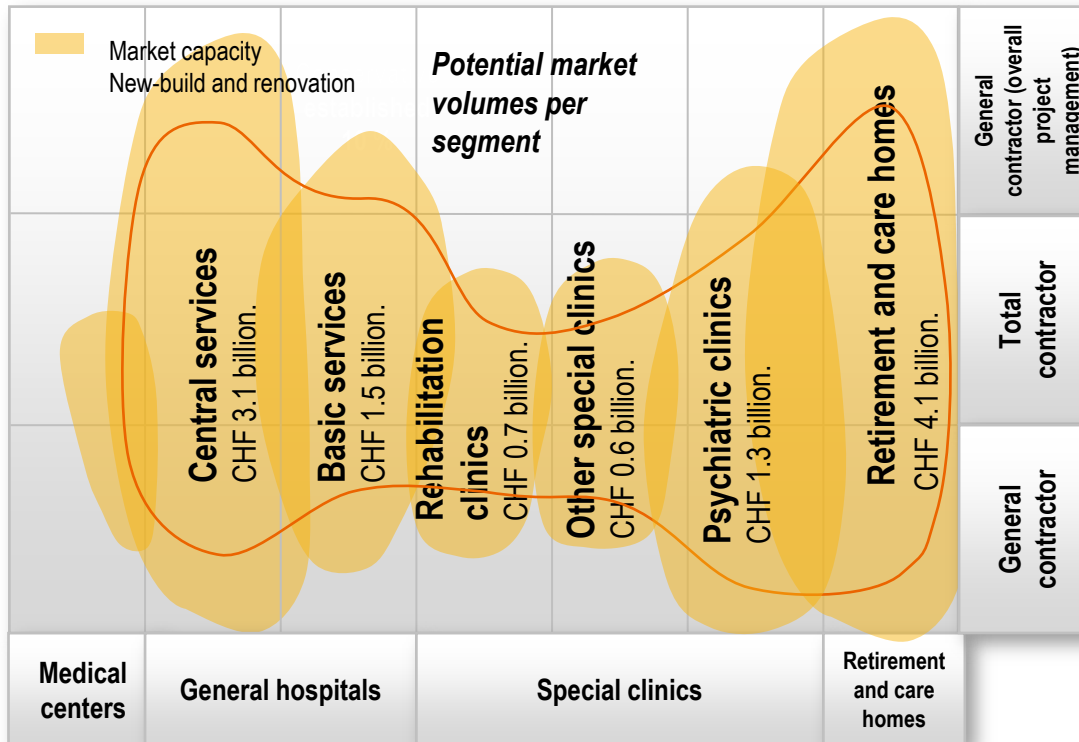 Market capacity
New-build and renovation
Potential market
volumes per
segment
Central services
CHF 3.1 billion.
Basic services
CHF 1.5 billion.
Rehabilitation
clinics
CHF 0.7 billion.
Other special clinics
CHF 0.6 billion.
Psychiatric clinics
CHF 1.3 billion.
Retirement and care homes
CHF 4.1 billion.
General
contractor (overall
project
management)
Total
contractor
General
contractor
Medical
centers
General hospitals
Special clinics
Retirement
and care
homes